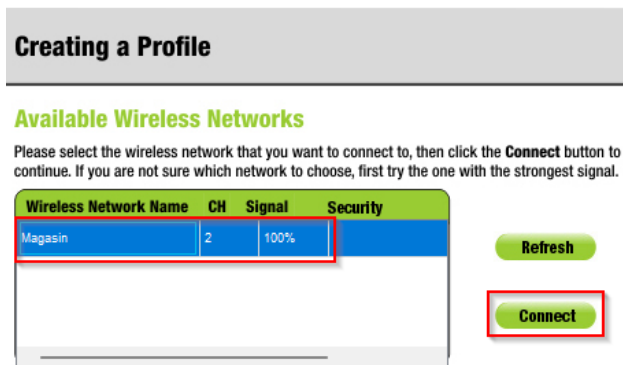 Creating a Profile
Available Wireless Networks
Please select the wireless network that you want to connect to, then click the Connect button to
continue. If you are not sure which network to choose, first try the one with the strongest signal.
Wireless Network Name CH Signal Security
Magasin 2 100%
Refresh
Connect